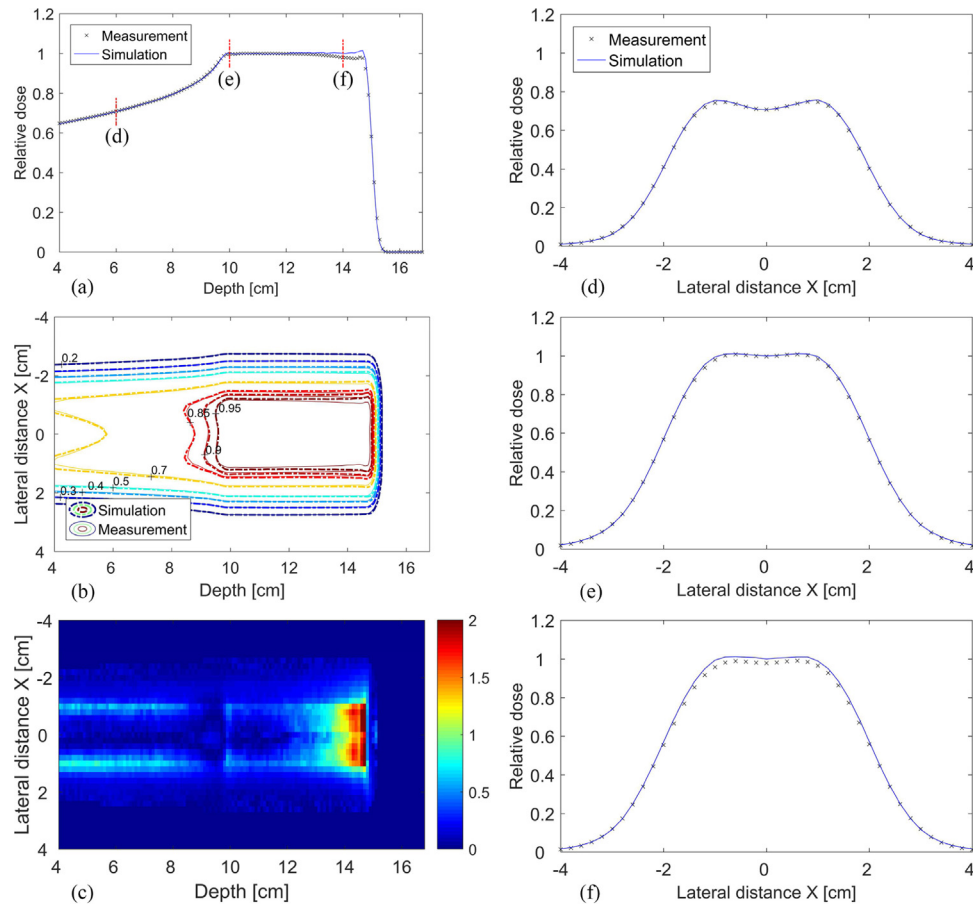 Measurement
Simulation
(d)
(e)
(f)
Relative dose
1.2
1
0.8
0.6
0.4
0.2
0
4 6 8 10 12 14 16
Depth [cm]
(a)
Measurement
Simulation
Relative dose
1.2
1
0.8
0.6
0.4
0.2
0
-4 -2 0 2 4
Lateral distance X [cm]
(d)
Lateral distance X [cm]
-4
-2
0
2
4
0.2
0.85
0.95
0.9
0.7
0.5
0.4
0.3
Simulation
Measurement
4 6 8 10 12 14 16
Depth [cm]
(b)
Relative dose
1.2
1
0.8
0.6
0.4
0.2
0
-4 -2 0 2 4
Lateral distance X [cm]
(e)
Lateral distance X [cm]
-4
-2
0
2
4
2
1.5
1
0.5
0
4 6 8 10 12 14 16
Depth [cm]
(c)
Relative dose
1.2
1
0.8
0.6
0.4
0.2
0
-4 -2 0 2 4
Lateral distance X [cm]
(f)